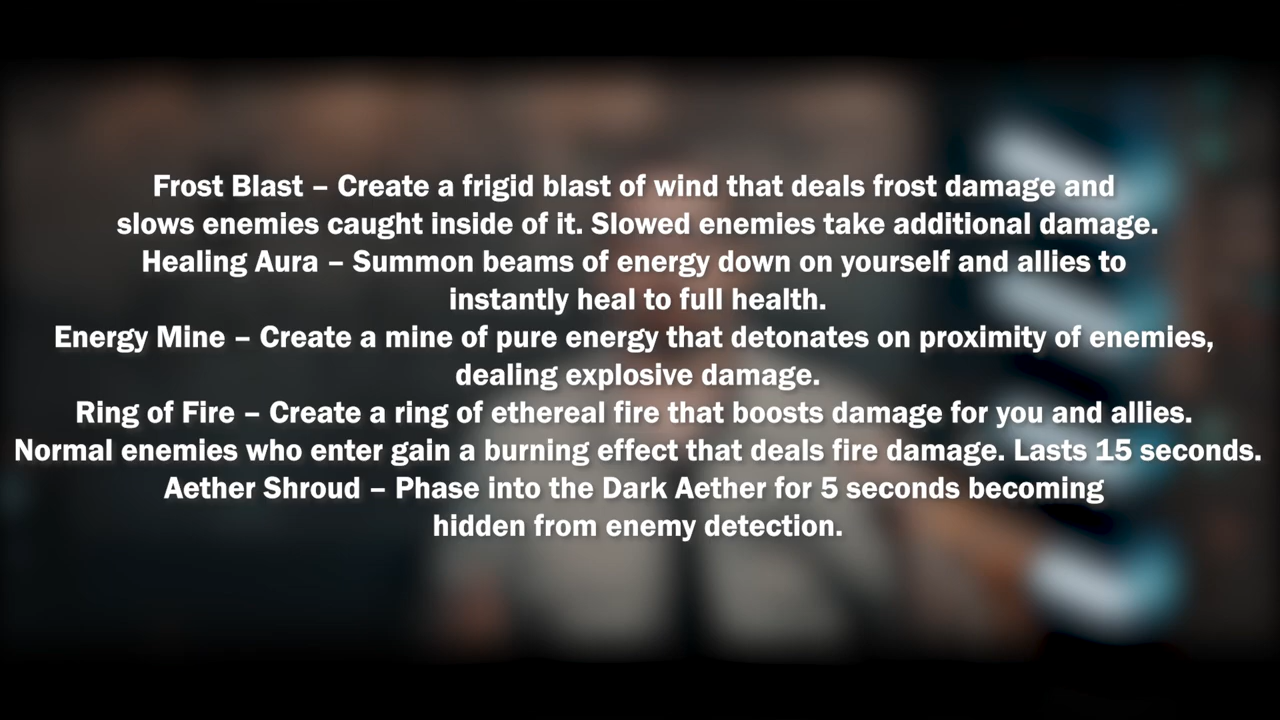 Frost Blast – Create a frigid blast of wind that deals frost damage and
slows enemies caught inside of it. Slowed enemies take additional damage.
Healing Aura – Summon beams of energy down on yourself and allies to
instantly heal to full health.
Energy Mine – Create a mine of pure energy that detonates on proximity of enemies,
dealing explosive damage.
Ring of Fire – Create a ring of ethereal fire that boosts damage for you and allies.
Normal enemies who enter gain a burning effect that deals fire damage. Lasts 15 seconds.
Aether Shroud – Phase into the Dark Aether for 5 seconds becoming
hidden from enemy detection.